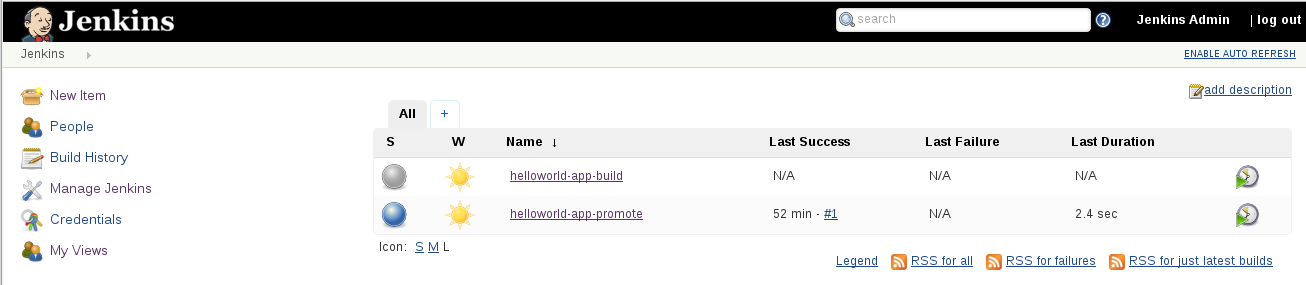 Jenkins
search
?
Jenkins Admin | log out
Jenkins
ENABLE AUTO REFRESH
New Item
People
Build History
Manage Jenkins
Credentials
My Views
add description
All +
S W Name ↓ Last Success Last Failure Last Duration
helloworld-app-build N/A N/A N/A
helloworld-app-promote 52 min - #1 N/A 2.4 sec
Icon: S M L
Legend RSS for all RSS for failures RSS for just latest builds